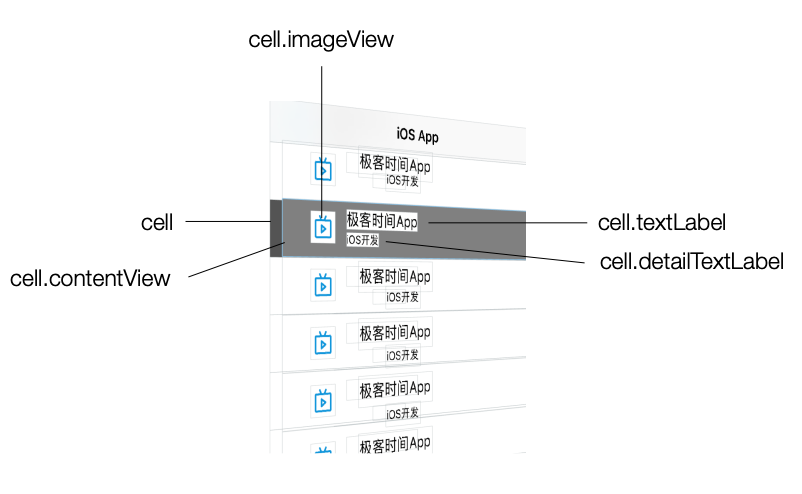 cell.imageView
iOS App
极客时间App
iOS开发
cell
极客时间App
iOS开发
cell.textLabel
cell.detailTextLabel
cell.contentView
极客时间App
iOS开发
极客时间App
iOS开发
极客时间App
iOS开发
极客时间App